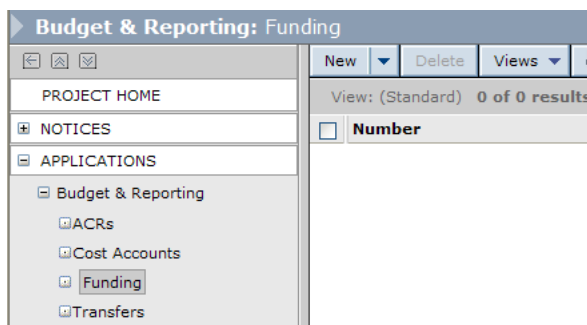 Budget & Reporting: Funding
New Delete Views
PROJECT HOME
View: (Standard) 0 of 0 results
NOTICES
Number
APPLICATIONS
Budget & Reporting
ACRs
Cost Accounts
Funding
Transfers